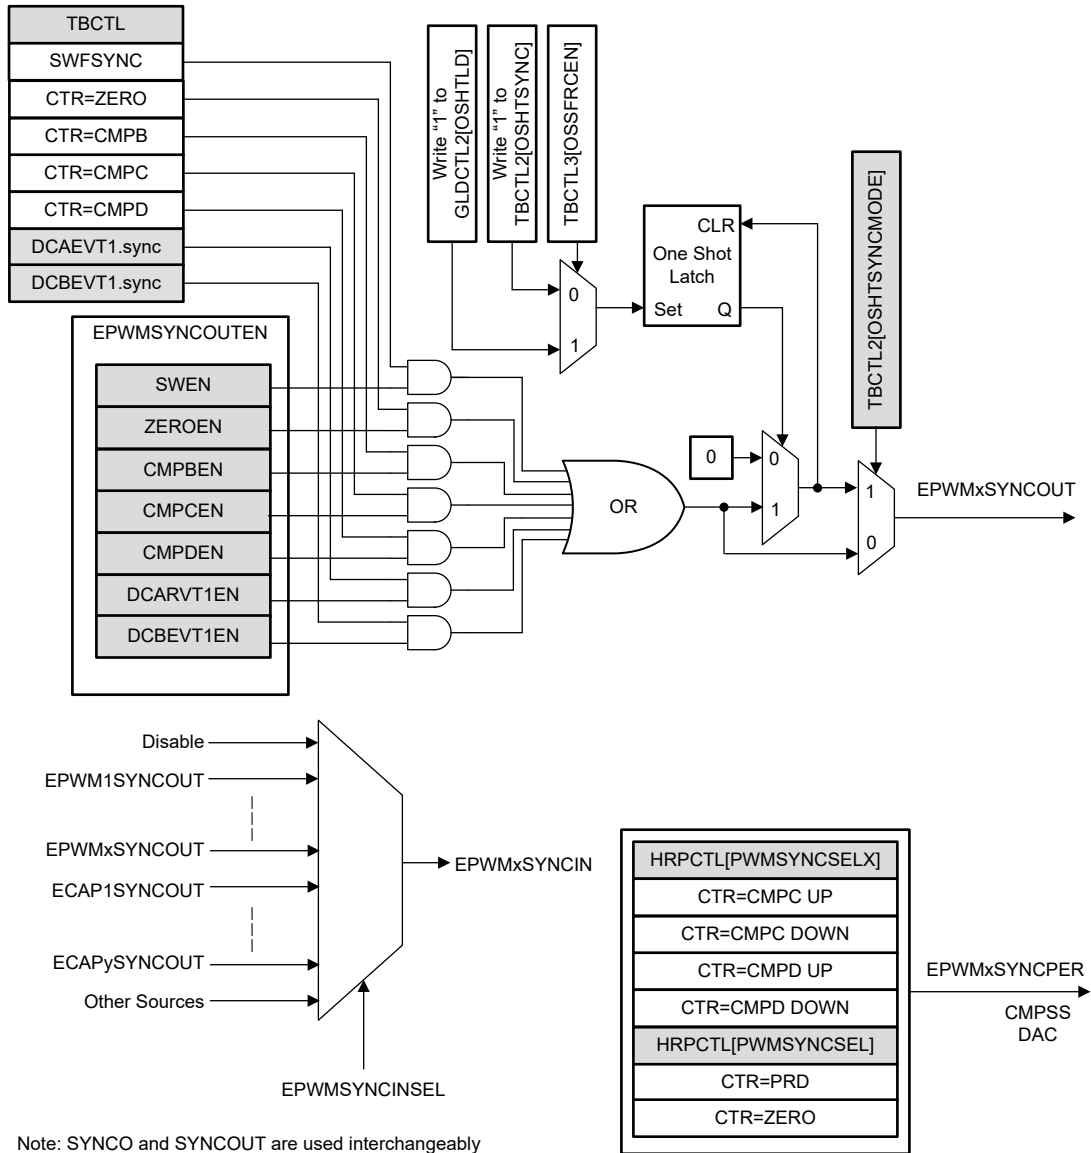 TBCTL
SWFSYNC
CTR=ZERO
CTR=CMPB
CTR=CMPC
CTR=CMPD
DCAEVT1.sync
DCBEVT1.sync
EPWMSYNCOUTEN
SWEN
ZEROEN
CMPBEN
CMPCEN
CMPDEN
DCARVT1EN
DCBEVT1EN
Write “1” to
GLDCTL2[OSHTLD]
Write “1” to
TBCTL2[OSHTSYNC]
TBCTL3[OSSFRCEN]
0
1
CLR
One Shot
Latch
Set Q
TBCTL2[OSHTSYNCMODE]
OR
0
0
1
1
0
EPWMxSYNCOUT
Disable
EPWM1SYNCOUT
EPWMxSYNCOUT
ECAP1SYNCOUT
ECAPySYNCOUT
Other Sources
EPWMxSYNCIN
EPWMSYNCINSEL
HRPCTL[PWMSYNCSELX]
CTR=CMPC UP
CTR=CMPC DOWN
CTR=CMPD UP
CTR=CMPD DOWN
HRPCTL[PWMSYNCSEL]
CTR=PRD
CTR=ZERO
EPWMxSYNCPER
CMPSS
DAC
Note: SYNCO and SYNCOUT are used interchangeably